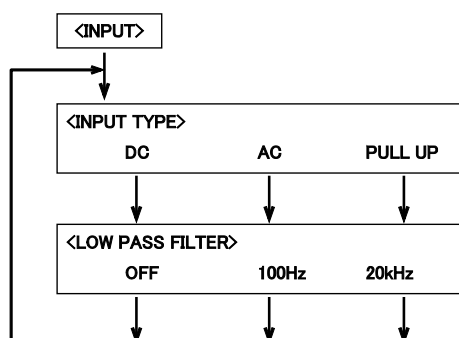 <INPUT>
<INPUT TYPE>
DC AC PULL UP
<LOW PASS FILTER>
OFF 100Hz 20kHz